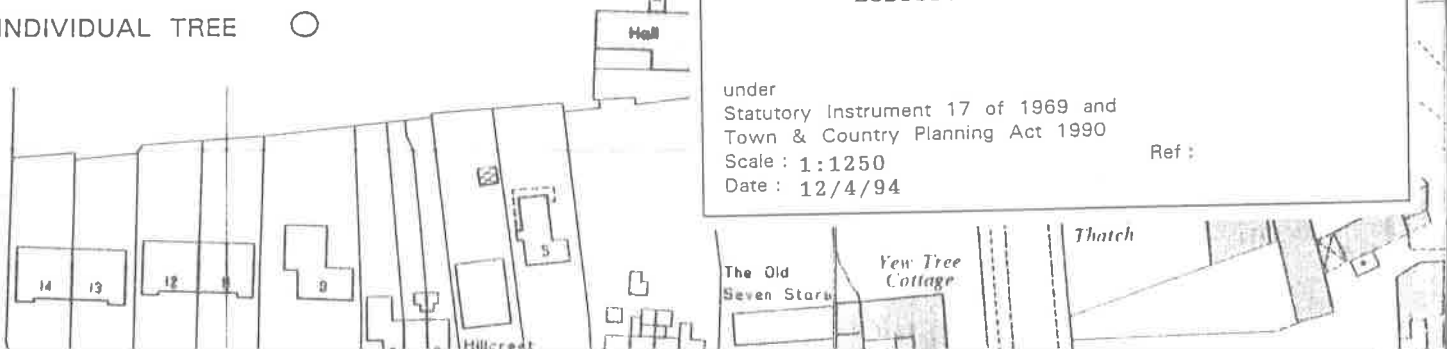 INDIVIDUAL TREE
Hall
under
Statutory Instrument 17 of 1969 and
Town & Country Planning Act 1990
Scale : 1:1250
Ref :
Date : 12/4/94
14
13
12
11
9
5
Hillcrest
The Old
Seven Stars
Yew Tree
Cottage
Thatch